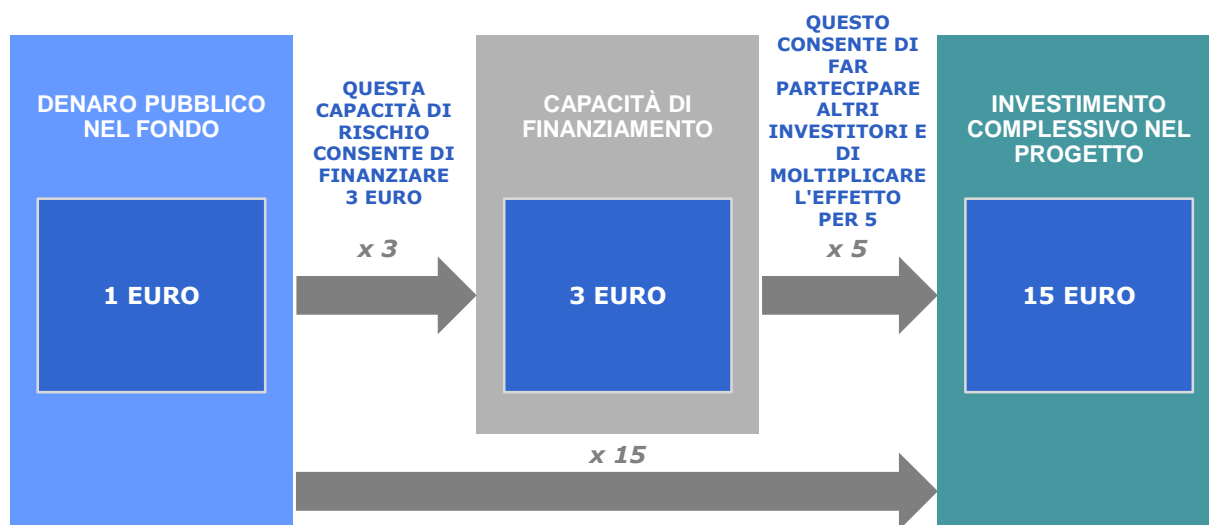 DENARO PUBBLICO
NEL FONDO
1 EURO
QUESTA
CAPACITÀ DI
RISCHIO
CONSENTE DI
FINANZIARE
3 EURO
x 3
CAPACITÀ DI
FINANZIAMENTO
3 EURO
QUESTO
CONSENTE DI
FAR
PARTECIPARE
ALTRI
INVESTITORI E
DI
MOLTIPLICARE
L'EFFETTO
PER 5
x 5
INVESTIMENTO
COMPLESSIVO NEL
PROGETTO
15 EURO
x 15